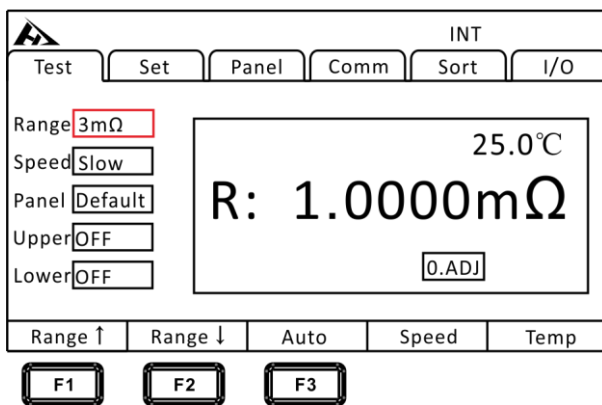 INT
Test Set Panel Comm Sort I/O
Range 3mΩ
Speed Slow
Panel Default
Upper OFF
Lower OFF
25.0℃
R: 1.0000mΩ
0.ADJ
Range ↑ Range ↓ Auto Speed Temp
F1 F2 F3